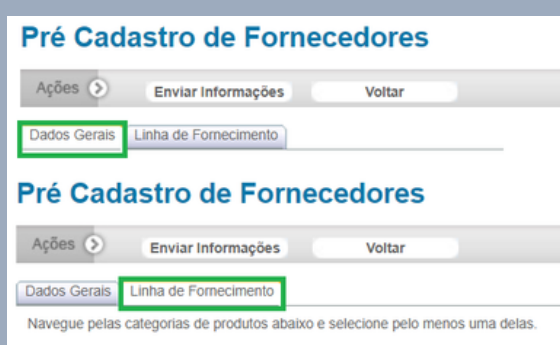 Pré Cadastro de Fornecedores
Ações Enviar Informações Voltar
Dados Gerais Linha de Fornecimento
Pré Cadastro de Fornecedores
Ações Enviar Informações Voltar
Dados Gerais Linha de Fornecimento
Navegue pelas categorias de produtos abaixo e selecione pelo menos uma delas.